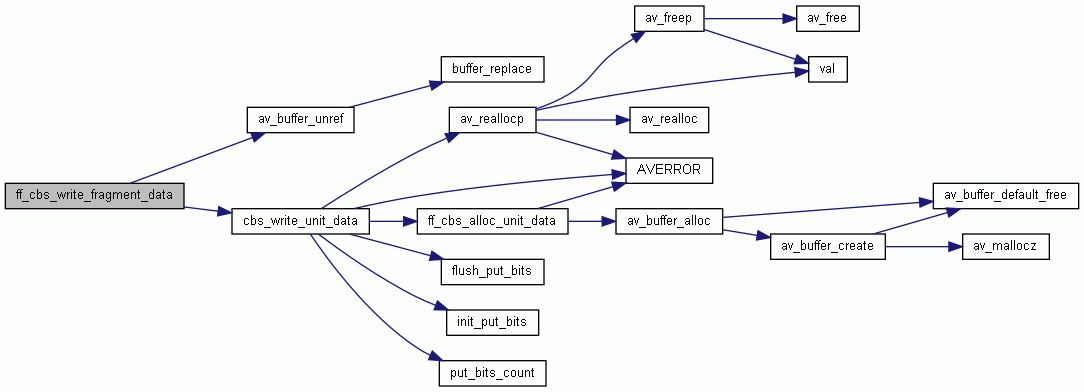 ff_cbs_write_fragment_data
av_buffer_unref
buffer_replace
cbs_write_unit_data
av_reallocp
av_freep
av_free
val
av_realloc
AVERROR
ff_cbs_alloc_unit_data
av_buffer_alloc
av_buffer_default_free
av_buffer_create
av_mallocz
flush_put_bits
init_put_bits
put_bits_count